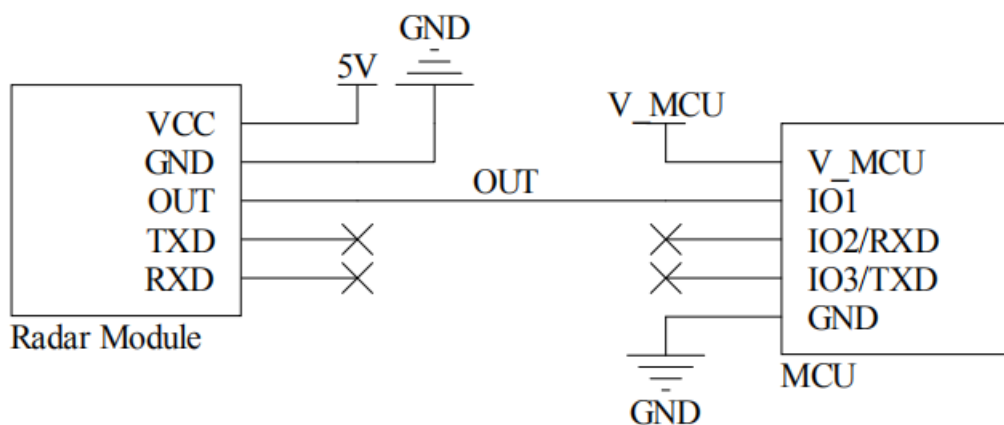 GND
5V
V_MCU
VCC
GND
OUT
TXD
RXD
Radar Module
OUT
V_MCU
IO1
IO2/RXD
IO3/TXD
GND
MCU
GND